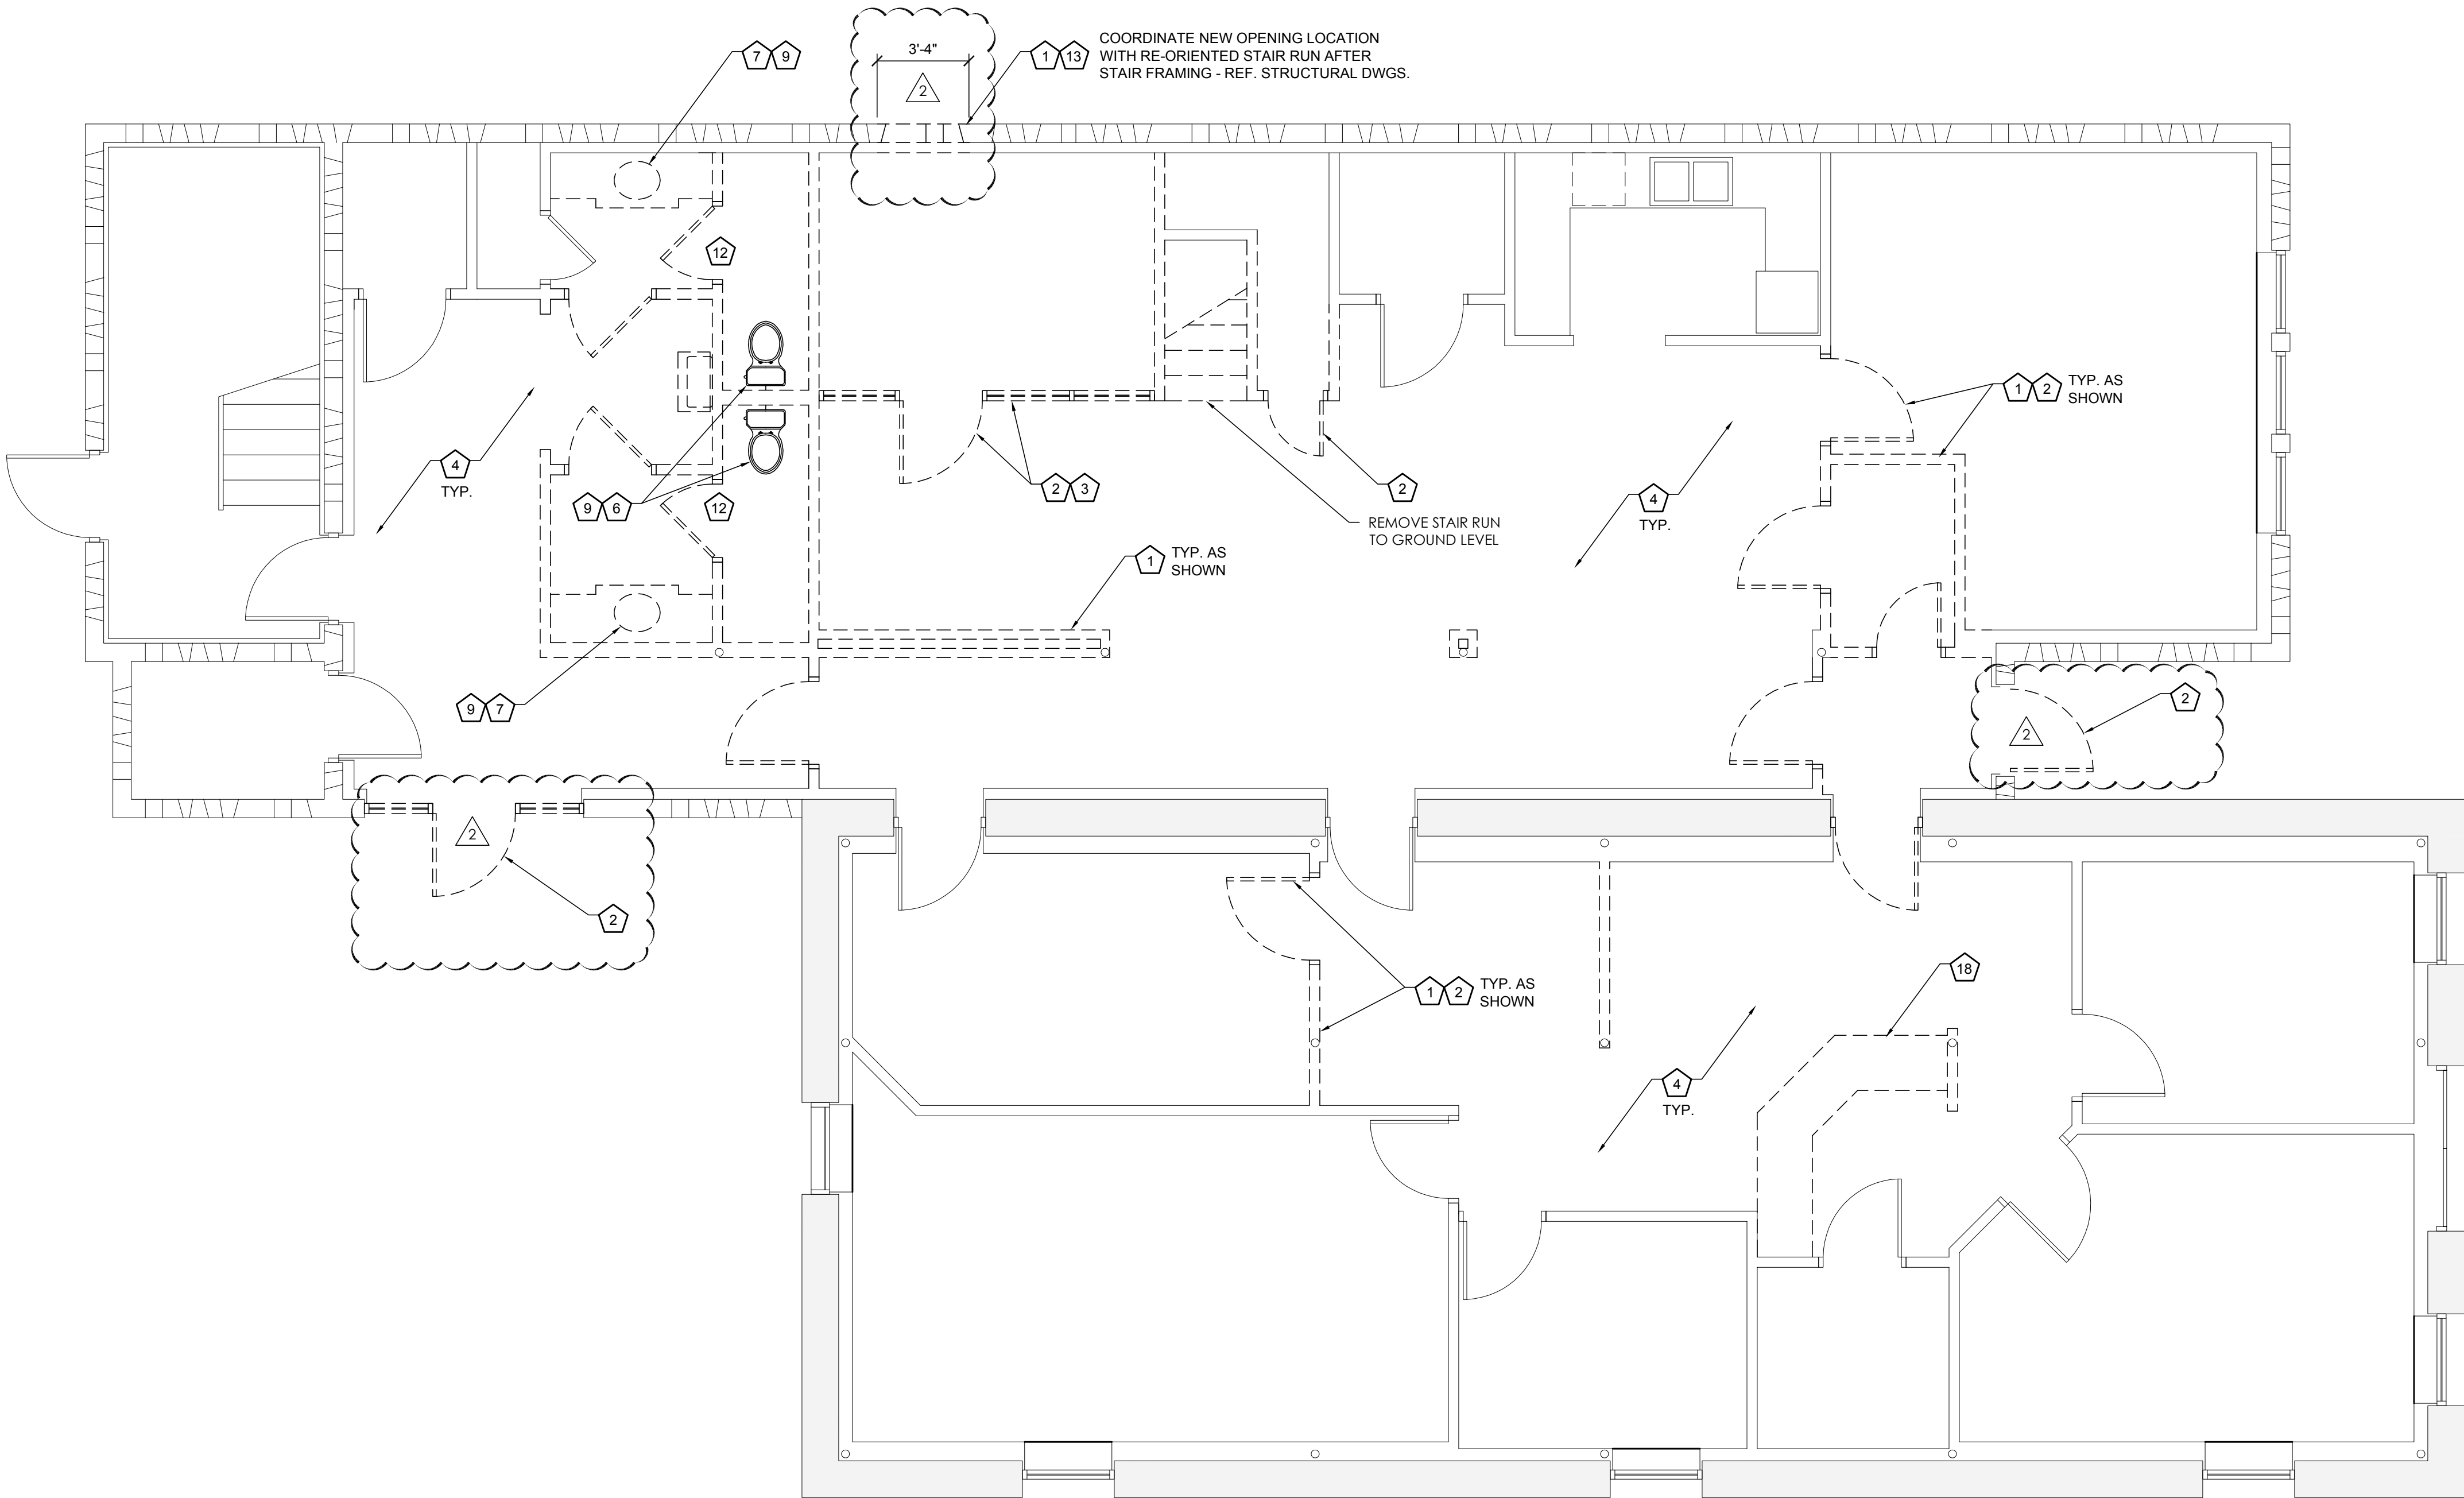 3'-4"
2
7 9
1 13
COORDINATE NEW OPENING LOCATION
WITH RE-ORIENTED STAIR RUN AFTER
STAIR FRAMING - REF. STRUCTURAL DWGS.
12
1 2
TYP. AS
SHOWN
4
TYP.
9 6
12
2 3
2
REMOVE STAIR RUN
TO GROUND LEVEL
4
TYP.
1
TYP. AS
SHOWN
9 7
2
2
2
2
18
1 2
TYP. AS
SHOWN
4
TYP.